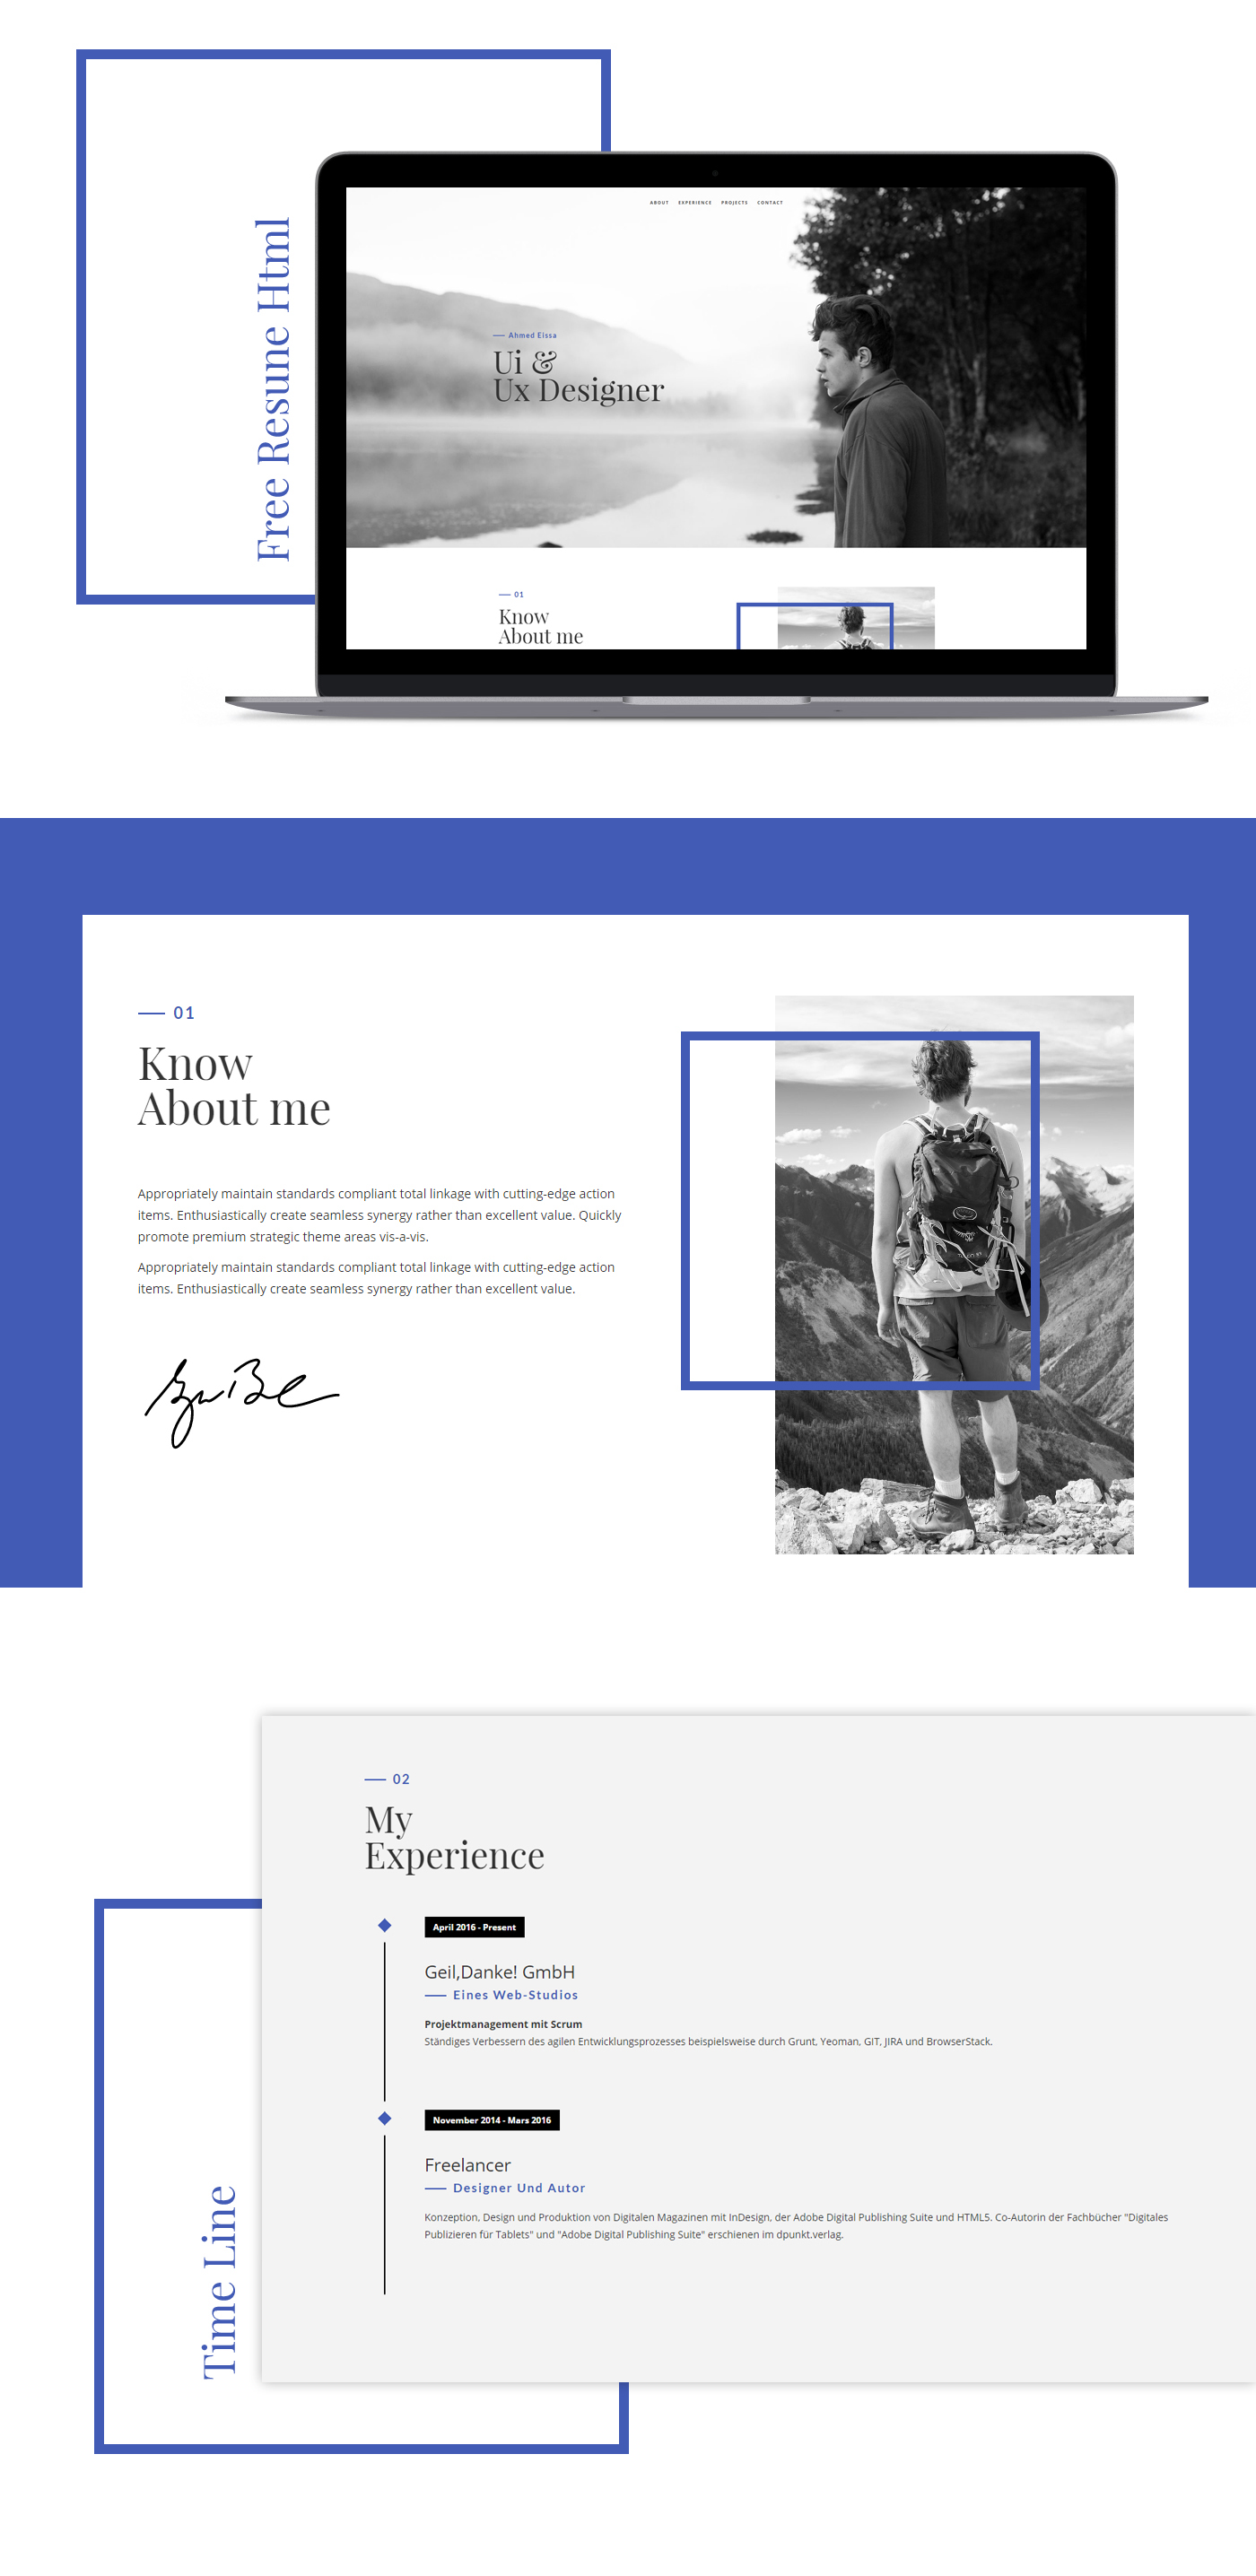 Free Resune Html
ABOUT EXPERIENCE PROJECTS CONTACT
Ahmed Eissa
Ui &
Ux Designer
01
Know
About me
01
Know
About me
Appropriately maintain standards compliant total linkage with cutting-edge action
items. Enthusiastically create seamless synergy rather than excellent value. Quickly
promote premium strategic theme areas vis-a-vis.
Appropriately maintain standards compliant total linkage with cutting-edge action
items. Enthusiastically create seamless synergy rather than excellent value.
02
My
Experience
April 2016 - Present
Geil,Danke! GmbH
Eines Web-Studios
Projektmanagement mit Scrum
Ständiges Verbessern des agilen Entwicklungsprozesses beispielsweise durch Grunt, Yeoman, GIT, JIRA und BrowserStack.
November 2014 - Mars 2016
Freelancer
Designer Und Autor
Konzeption, Design und Produktion von Digitalen Magazinen mit InDesign, der Adobe Digital Publishing Suite und HTML5. Co-Autorin der Fachbücher "Digitales
Publizieren für Tablets" und "Adobe Digital Publishing Suite" erschienen im dpunkt.verlag.
Time Line